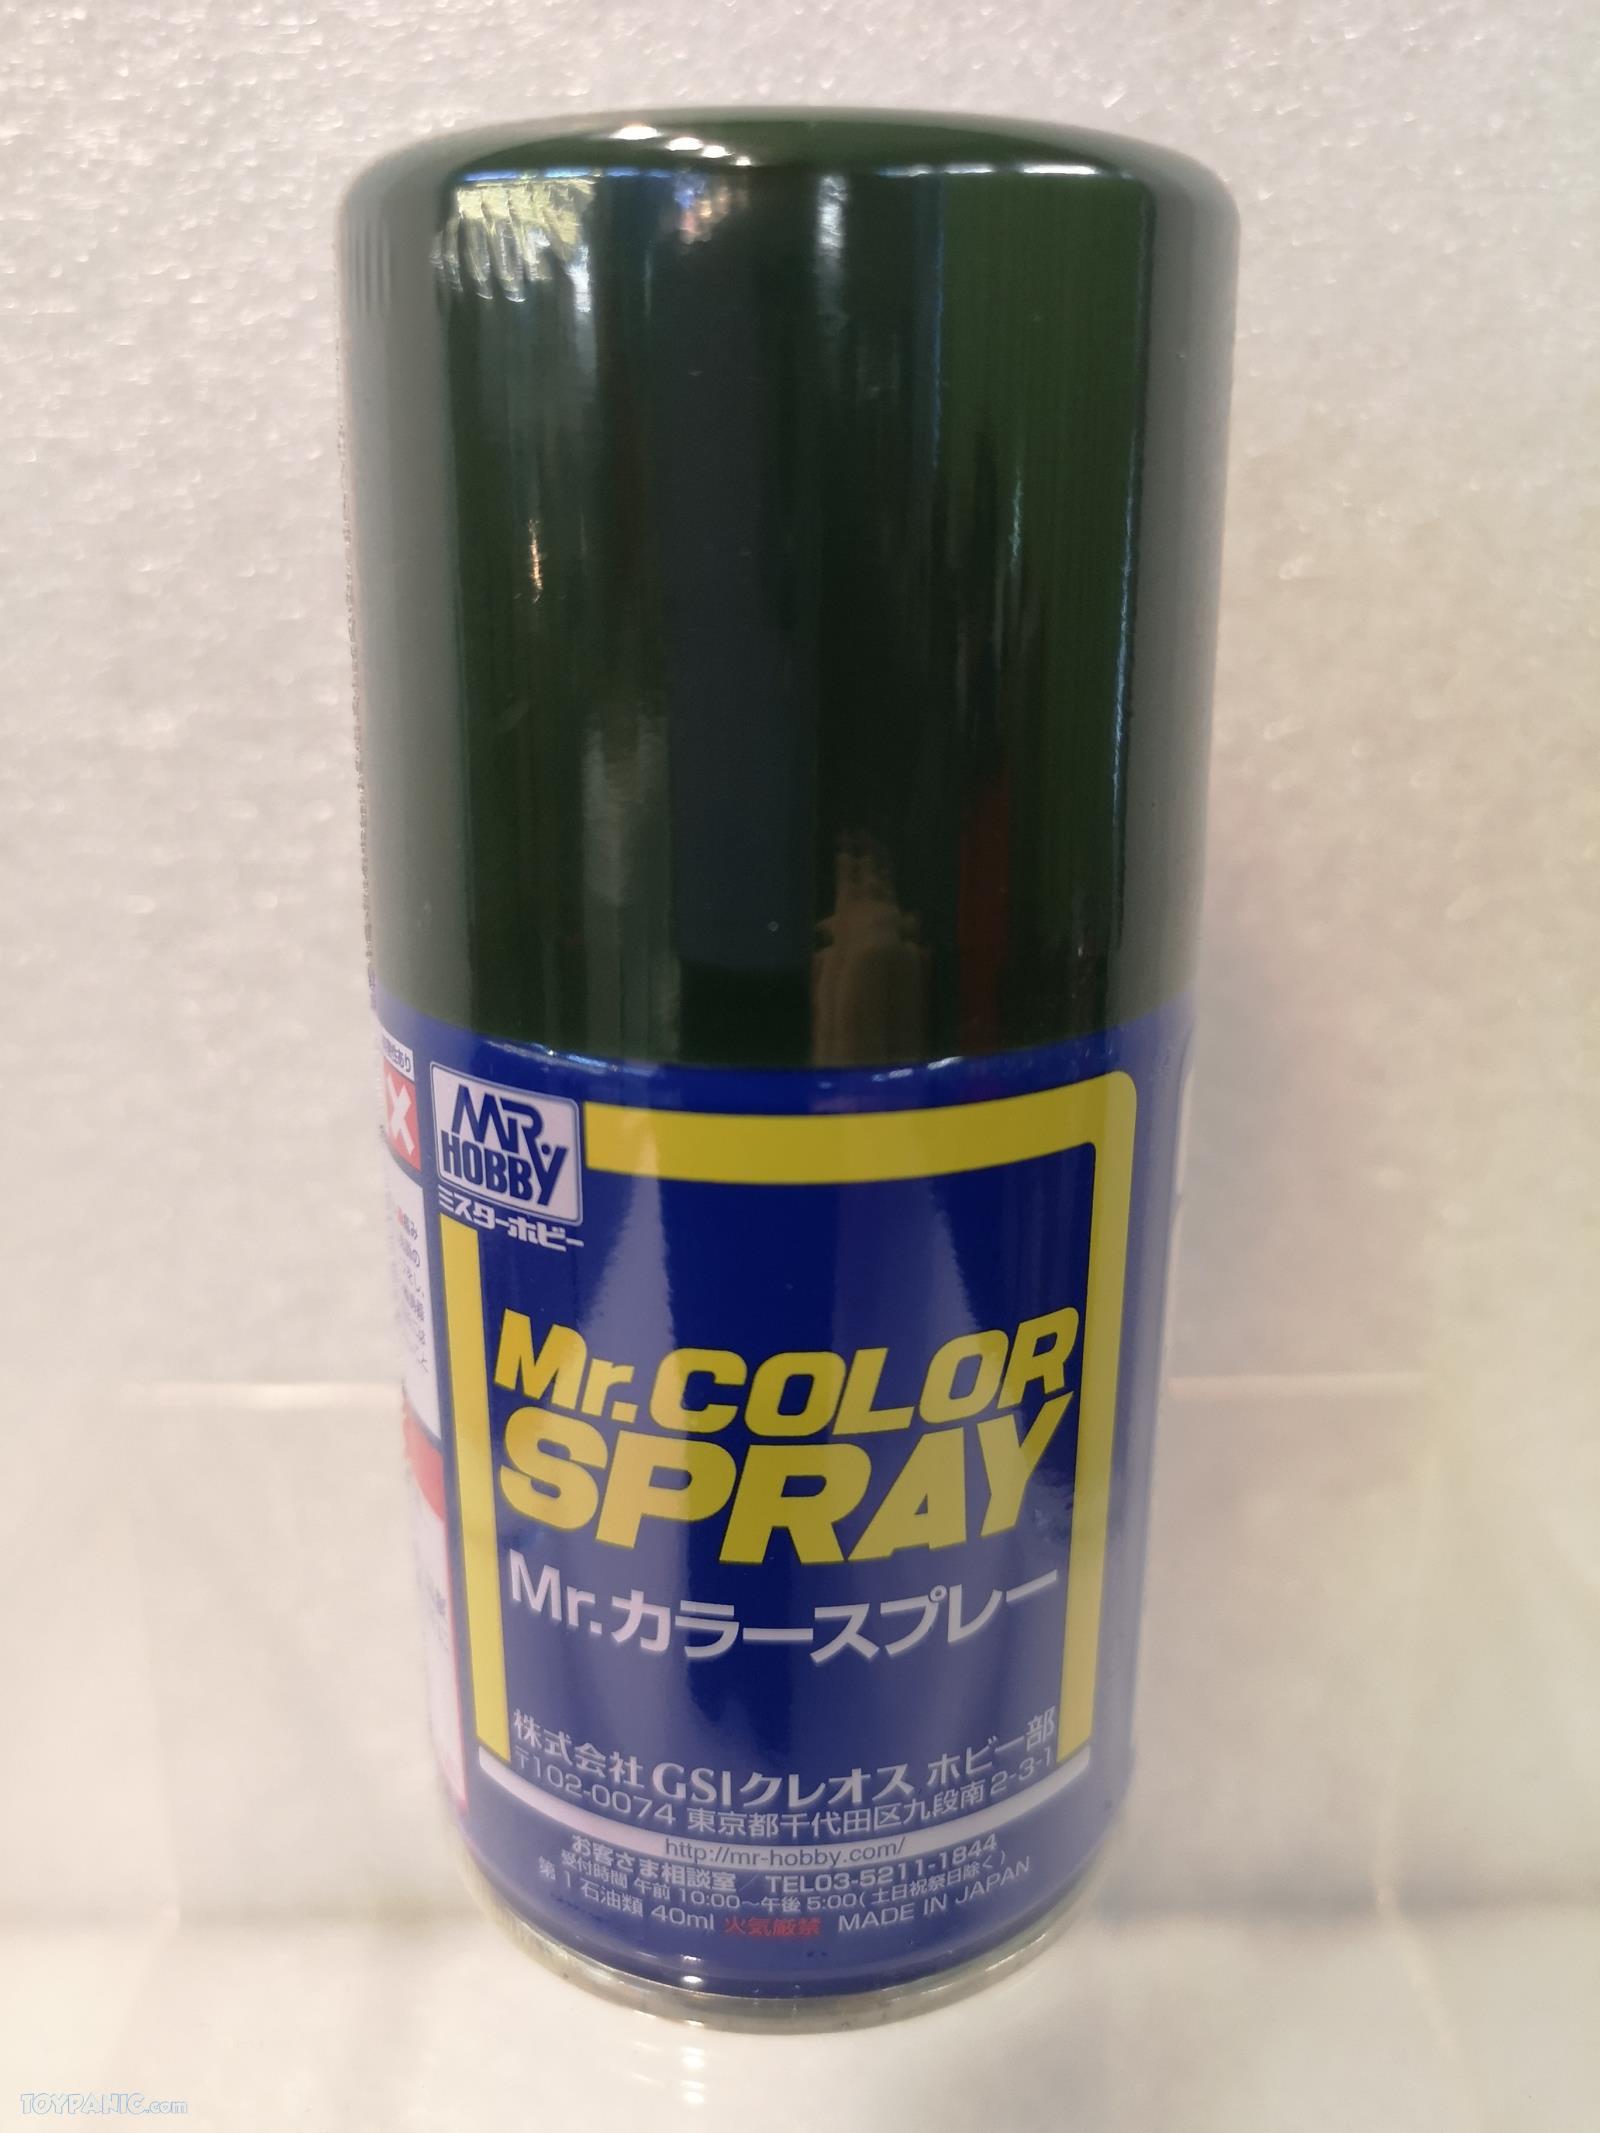 MR.
HOBBY
ミスターホビー
Mr.COLOR
SPRAY
Mr.カラースプレー
株式会社 GSIクレオス ホビー部
〒102-0074 東京都千代田区九段南2-3-1
http://mr-hobby.com/
お客さま相談室/TEL03-5211-1844
受付時間 午前10:00〜午後5:00(土日祝祭日除く)
第1石油類 40ml 火気厳禁 MADE IN JAPAN
TOYPANIC.com